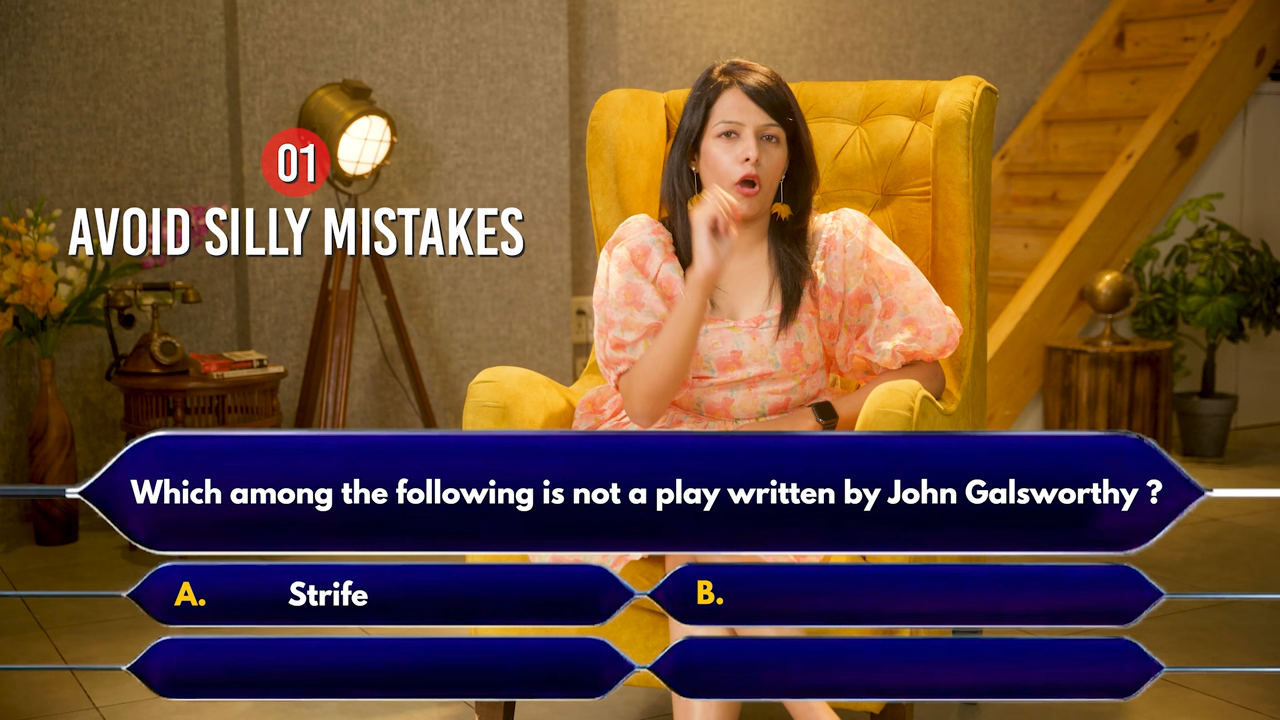 01
AVOID SILLY MISTAKES
Which among the following is not a play written by John Galsworthy ?
A. Strife
B.